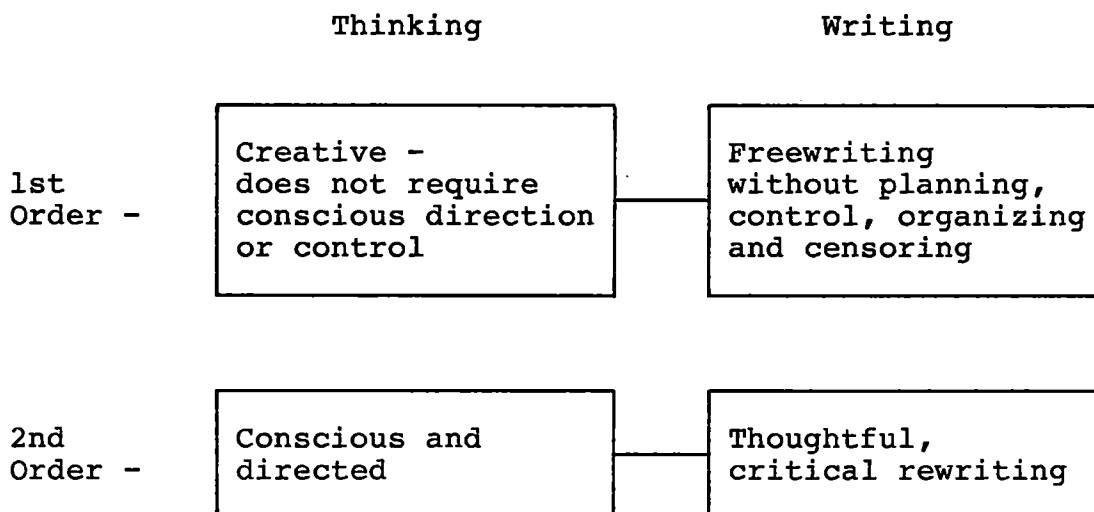 Thinking Writing
Creative -
does not require
conscious direction
or control
1st
Order -
Freewriting
without planning,
control, organizing
and censoring
2nd
Order -
Conscious and
directed
Thoughtful,
critical rewriting